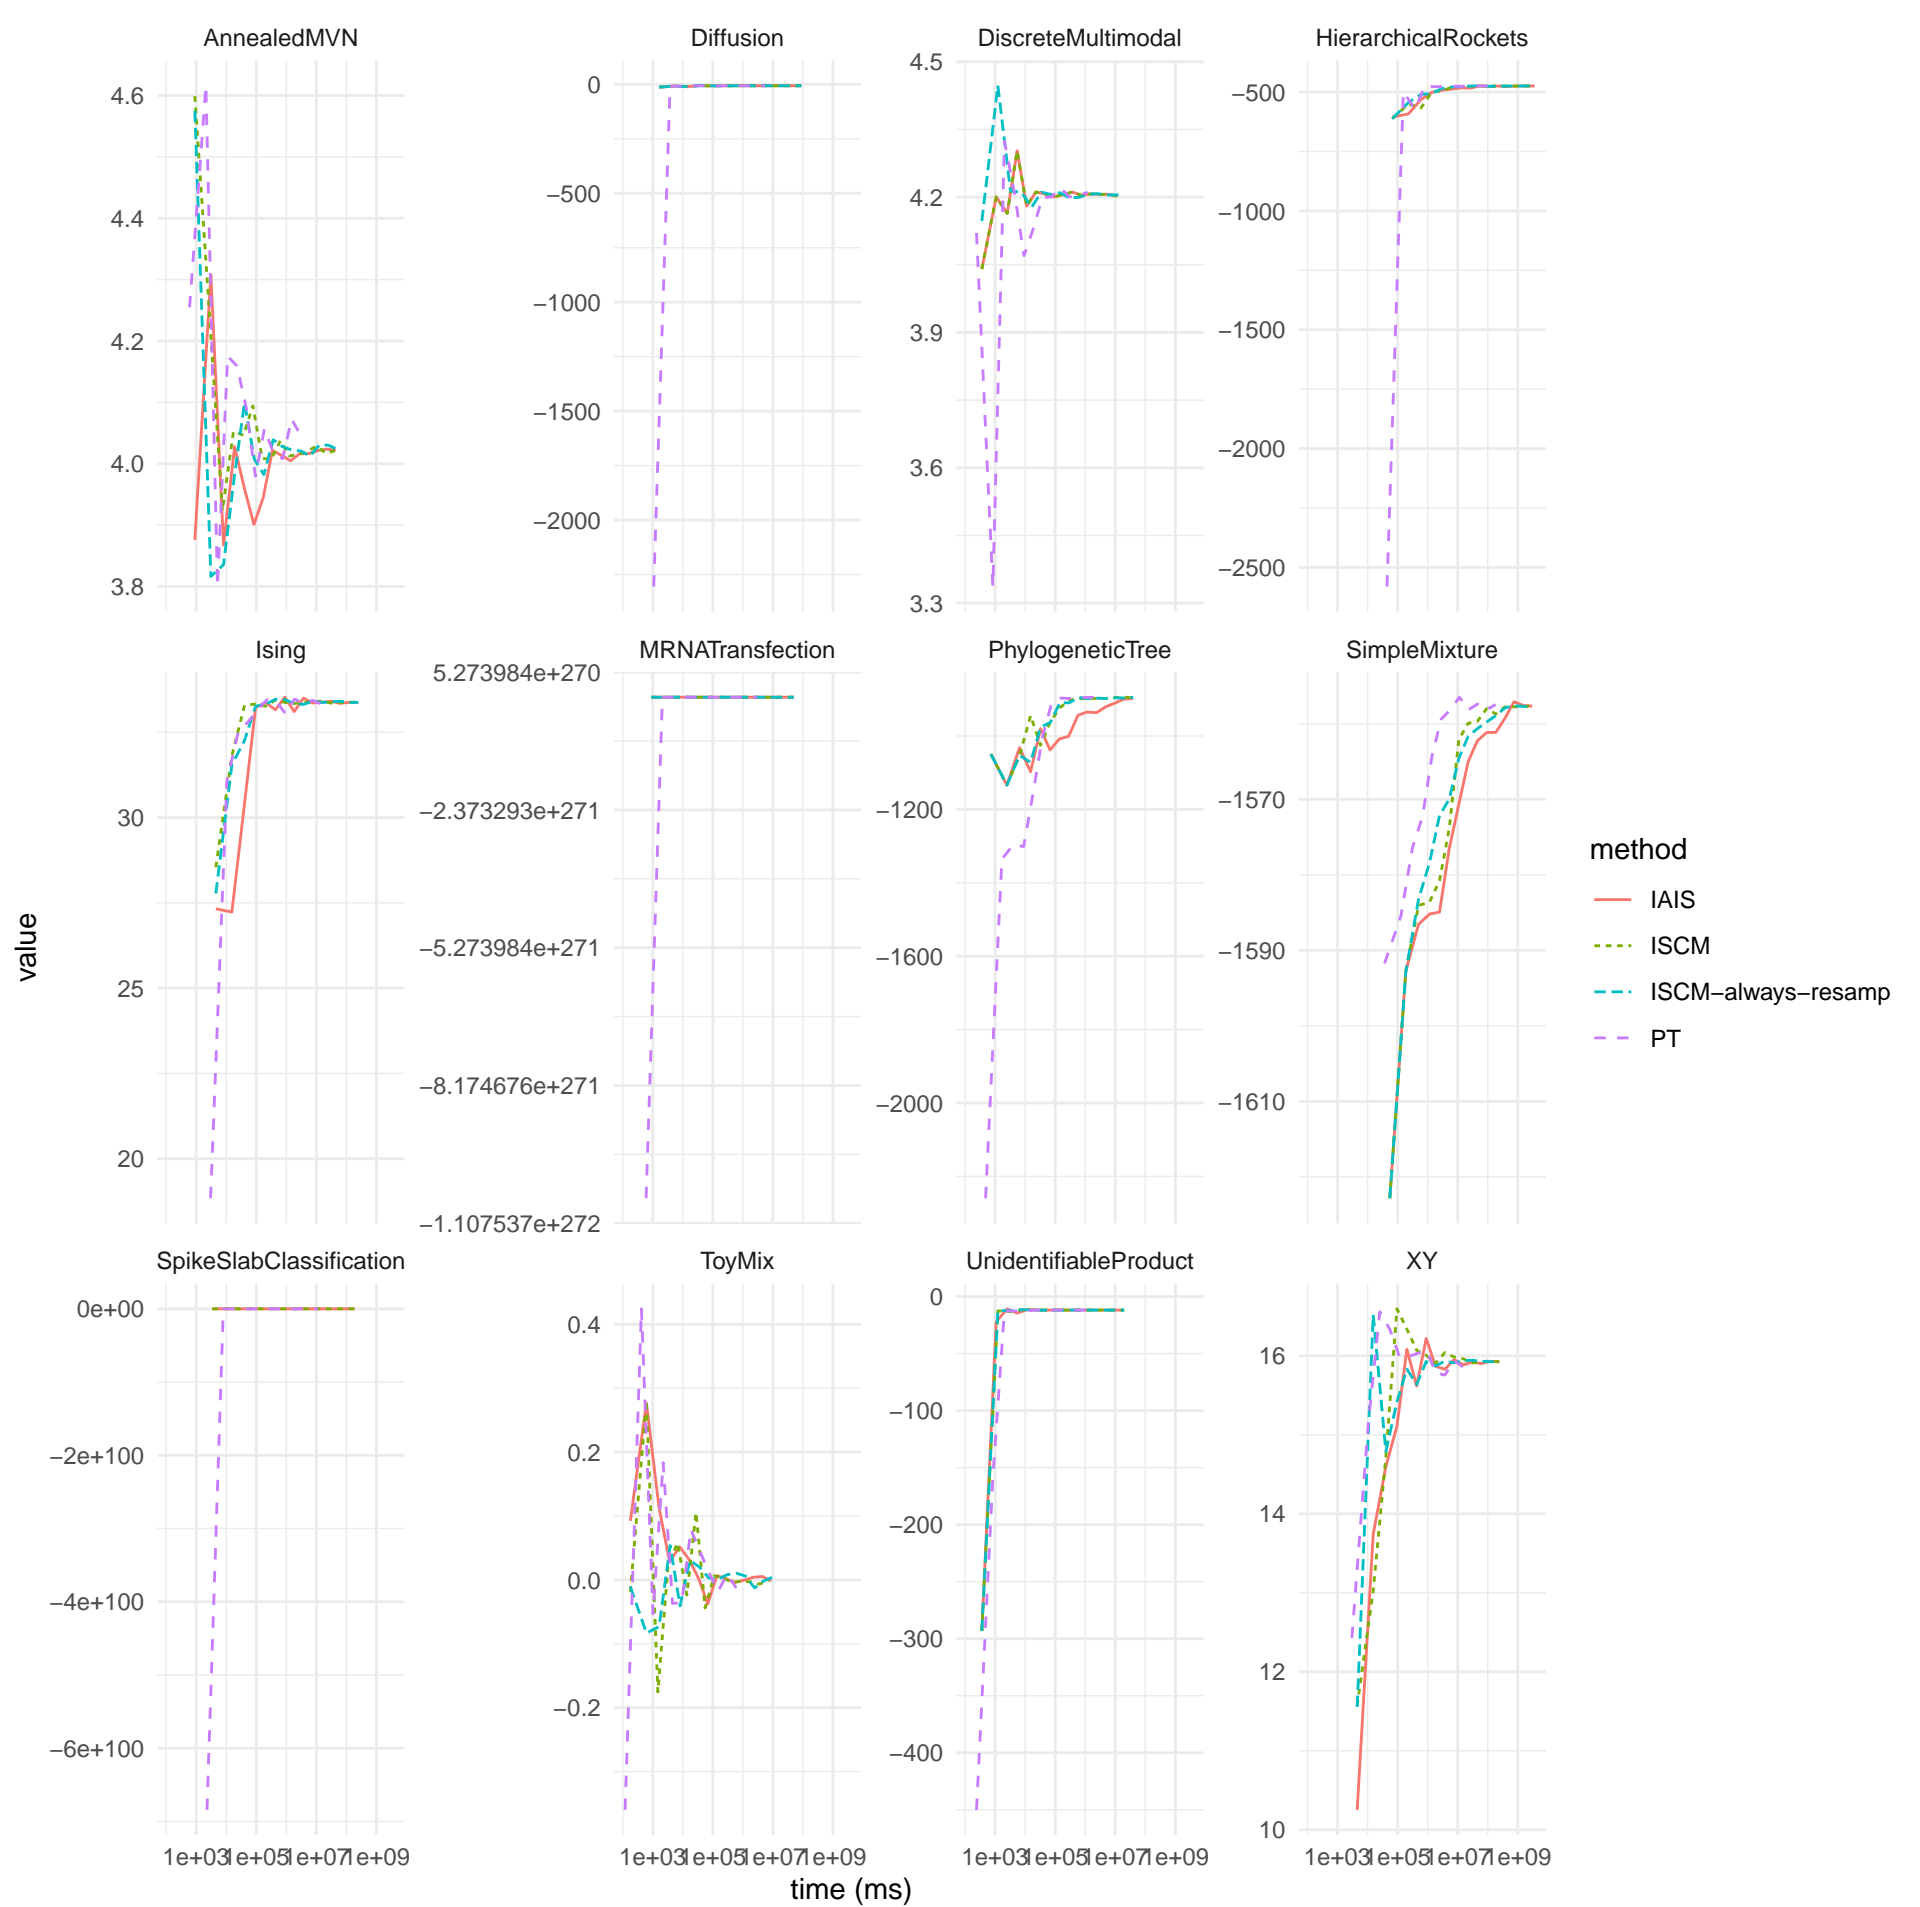 AnnealedMVN
Diffusion
DiscreteMultimodal
HierarchicalRockets
4.6
4.4
4.2
4.0
3.8
0
−500
−1000
−1500
−2000
4.5
4.2
3.9
3.6
3.3
−500
−1000
−1500
−2000
−2500
Ising
MRNATransfection
PhylogeneticTree
SimpleMixture
30
25
20
5.273984e+270
−2.373293e+271
−5.273984e+271
−8.174676e+271
−1.107537e+272
−1200
−1600
−2000
−1570
−1590
−1610
SpikeSlabClassification
ToyMix
UnidentifiableProduct
XY
0e+00
−2e+100
−4e+100
−6e+100
0.4
0.2
0.0
−0.2
0
−100
−200
−300
−400
16
14
12
10
1e+03 1e+05 1e+07 1e+09
1e+03 1e+05 1e+07 1e+09
1e+03 1e+05 1e+07 1e+09
1e+03 1e+05 1e+07 1e+09
time (ms)
value
method
IAIS
ISCM
ISCM−always−resamp
PT